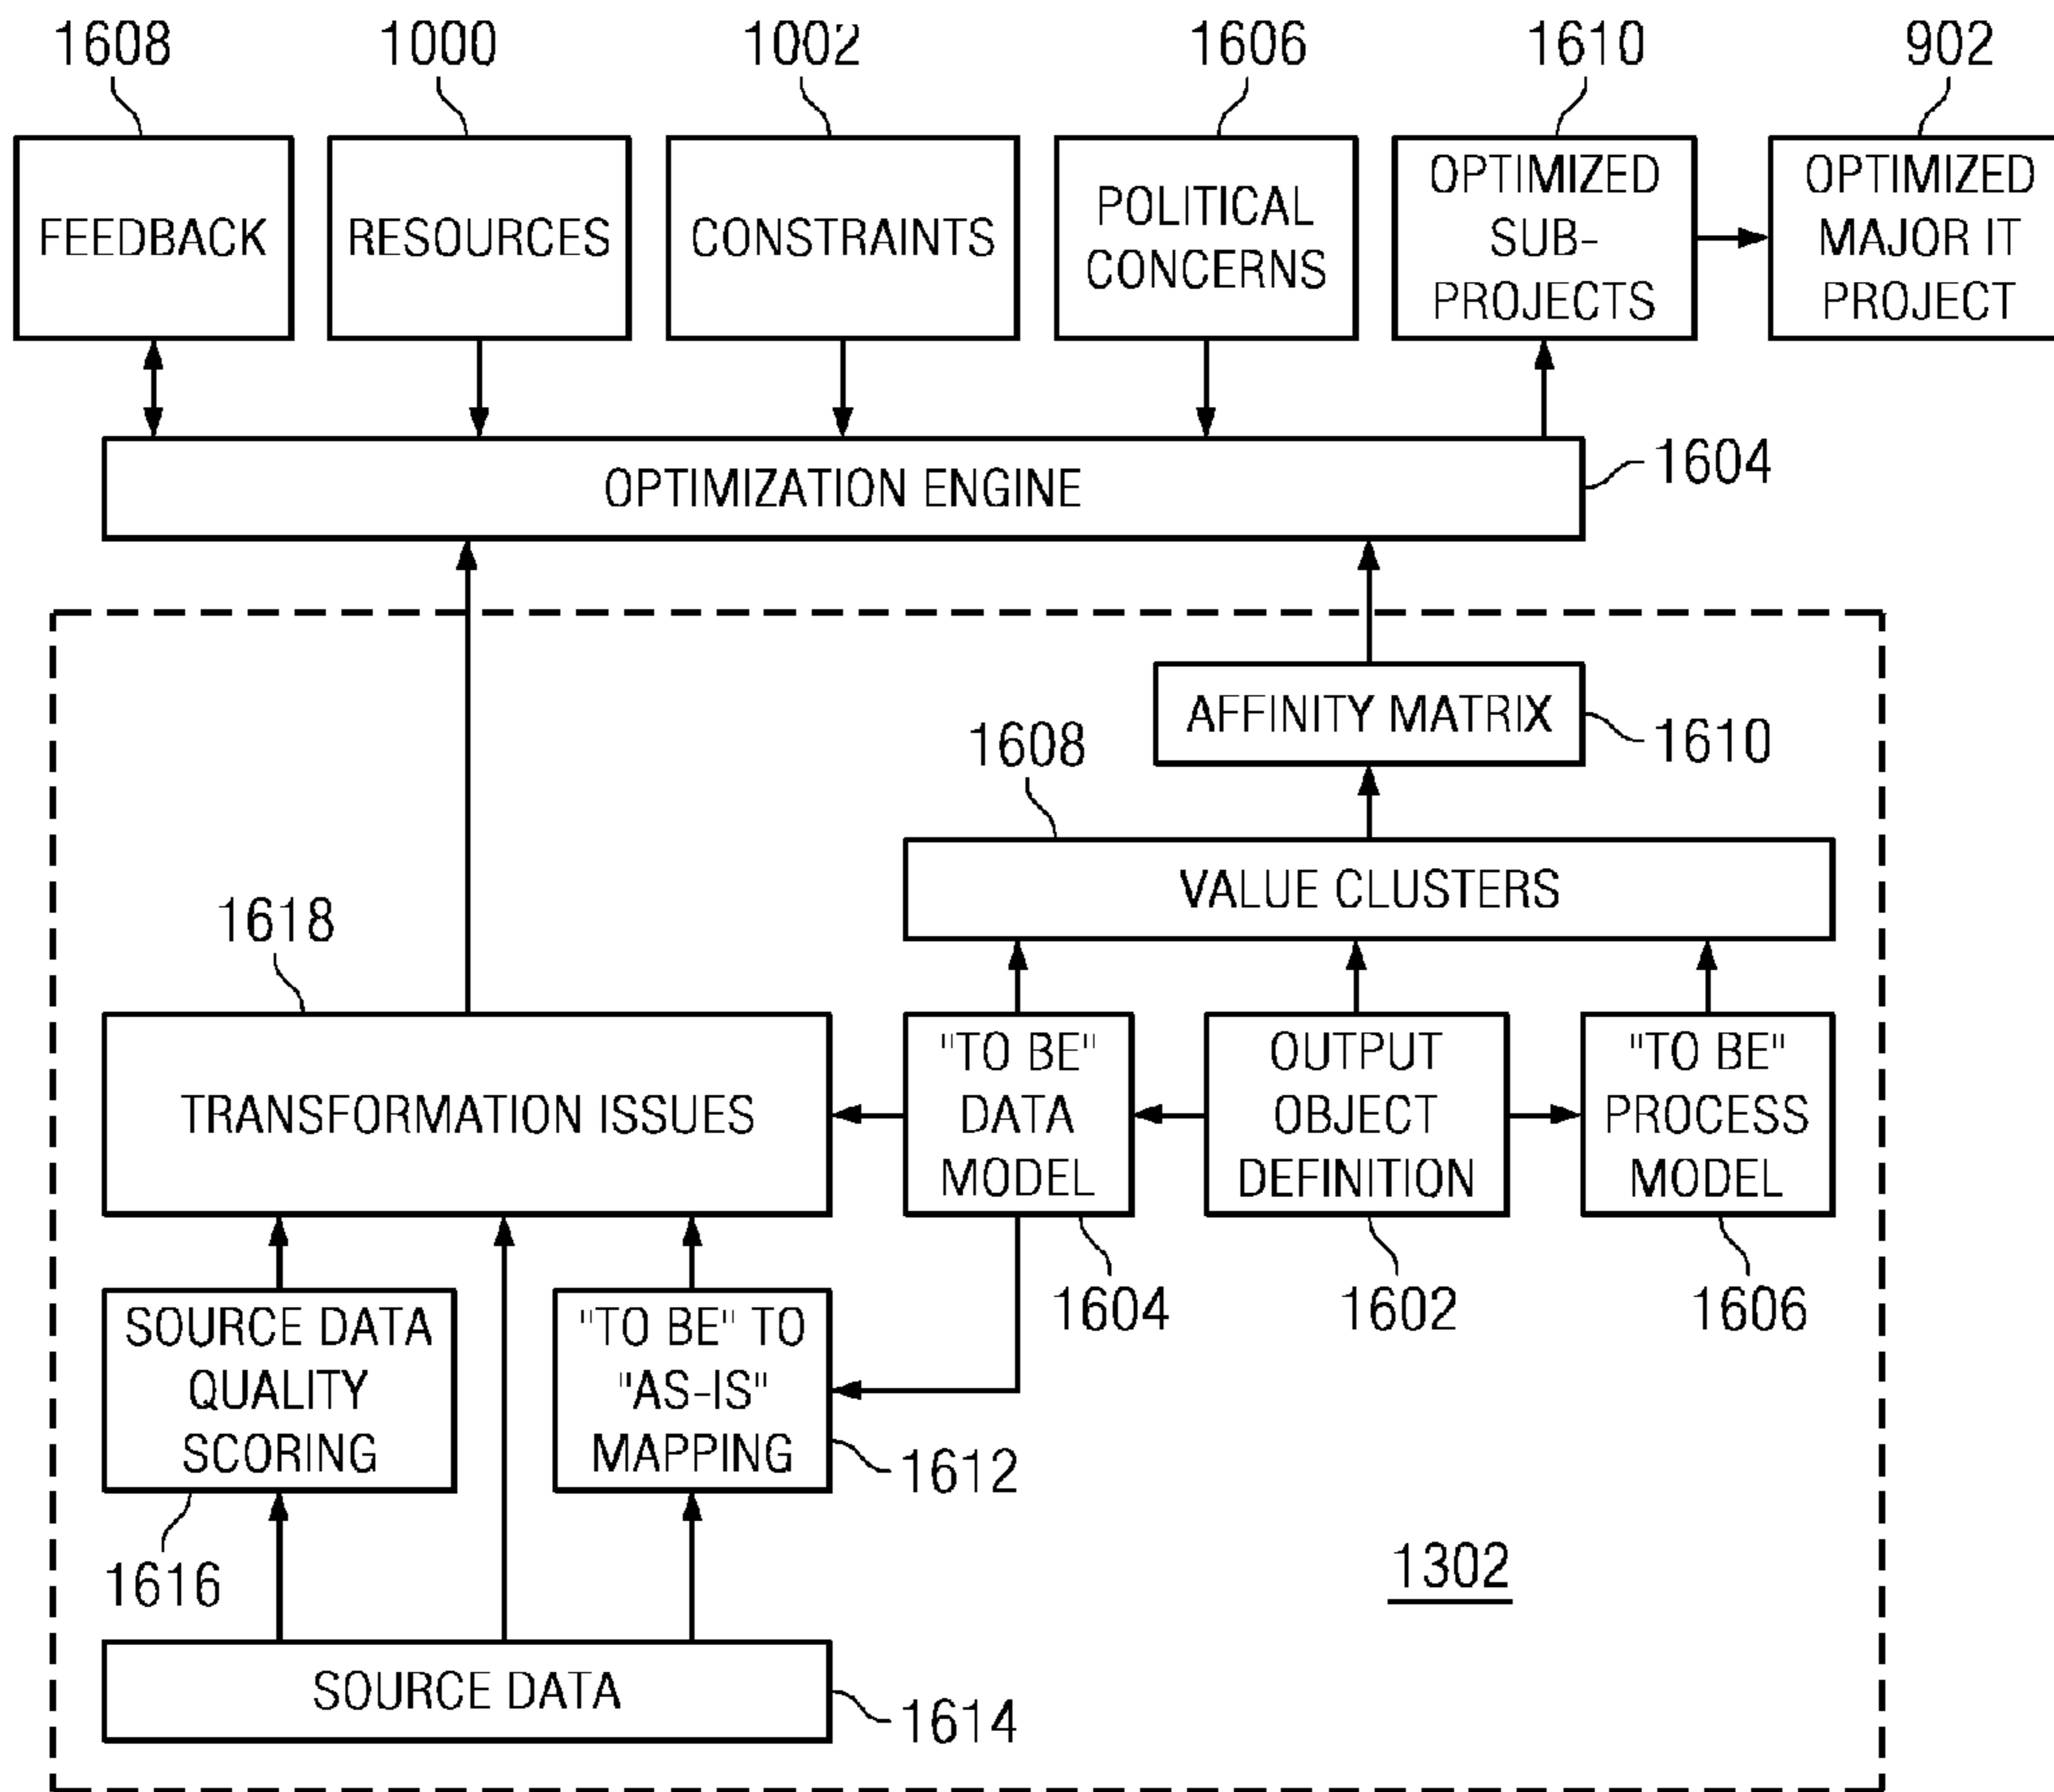 1608
1000
1002
1606
1610
902
FEEDBACK
RESOURCES
CONSTRAINTS
POLITICAL
CONCERNS
OPTIMIZED
SUB-
PROJECTS
OPTIMIZED
MAJOR IT
PROJECT
OPTIMIZATION ENGINE
1604
AFFINITY MATRIX
1610
1608
VALUE CLUSTERS
1618
TRANSFORMATION ISSUES
"TO BE"
DATA
MODEL
OUTPUT
OBJECT
DEFINITION
"TO BE"
PROCESS
MODEL
1604
1602
1606
SOURCE DATA
QUALITY
SCORING
"TO BE" TO
"AS-IS"
MAPPING
1612
1616
1302
SOURCE DATA
1614